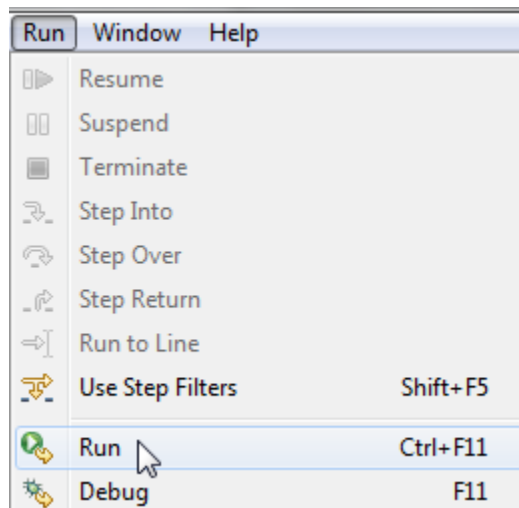 Run Window Help
Resume
Suspend
Terminate
Step Into
Step Over
Step Return
Run to Line
Use Step Filters Shift+F5
Run Ctrl+F11
Debug F11